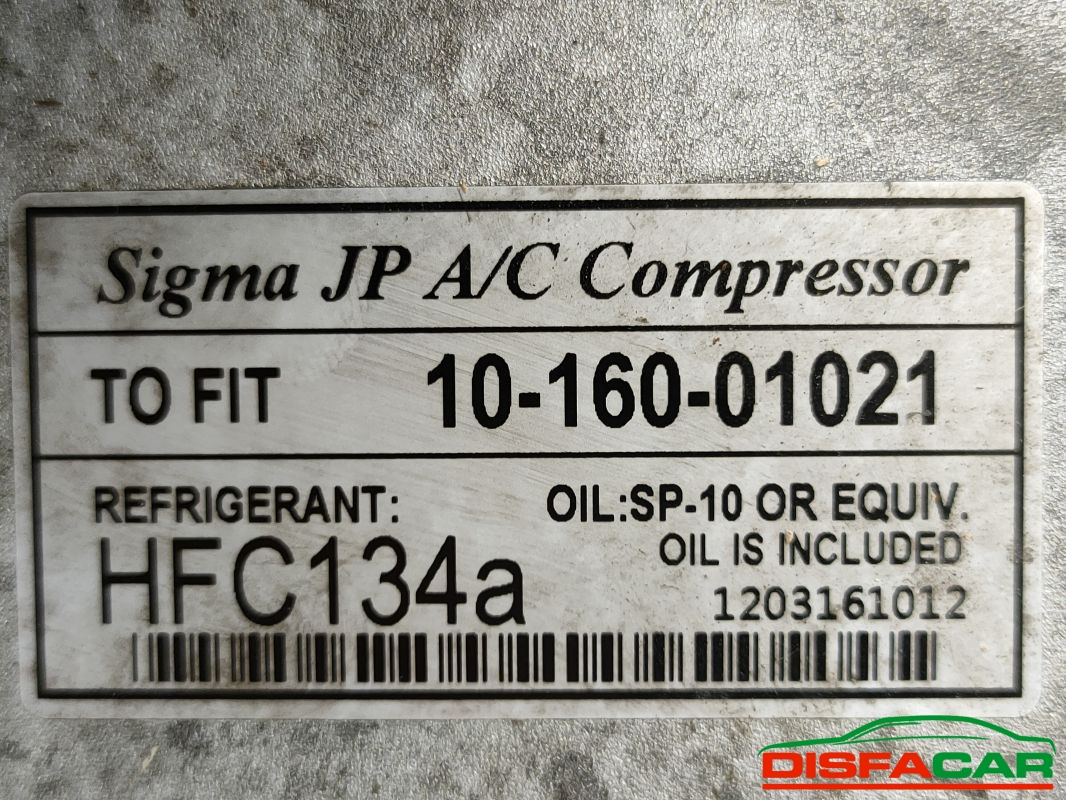 Sigma JP A/C Compressor
TO FIT 10-160-01021
REFRIGERANT: OIL:SP-10 OR EQUIV.
HFC134a OIL IS INCLUDED
1203161012
DISFACAR